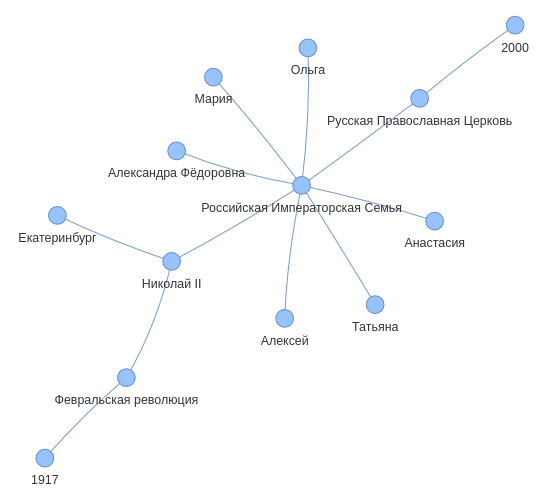 2000
Ольга
Мария
Русская Православная Церковь
Александра Фёдоровна
Российская Императорская Семья
Екатеринбург
Анастасия
Николай II
Татьяна
Алексей
Февральская революция
1917